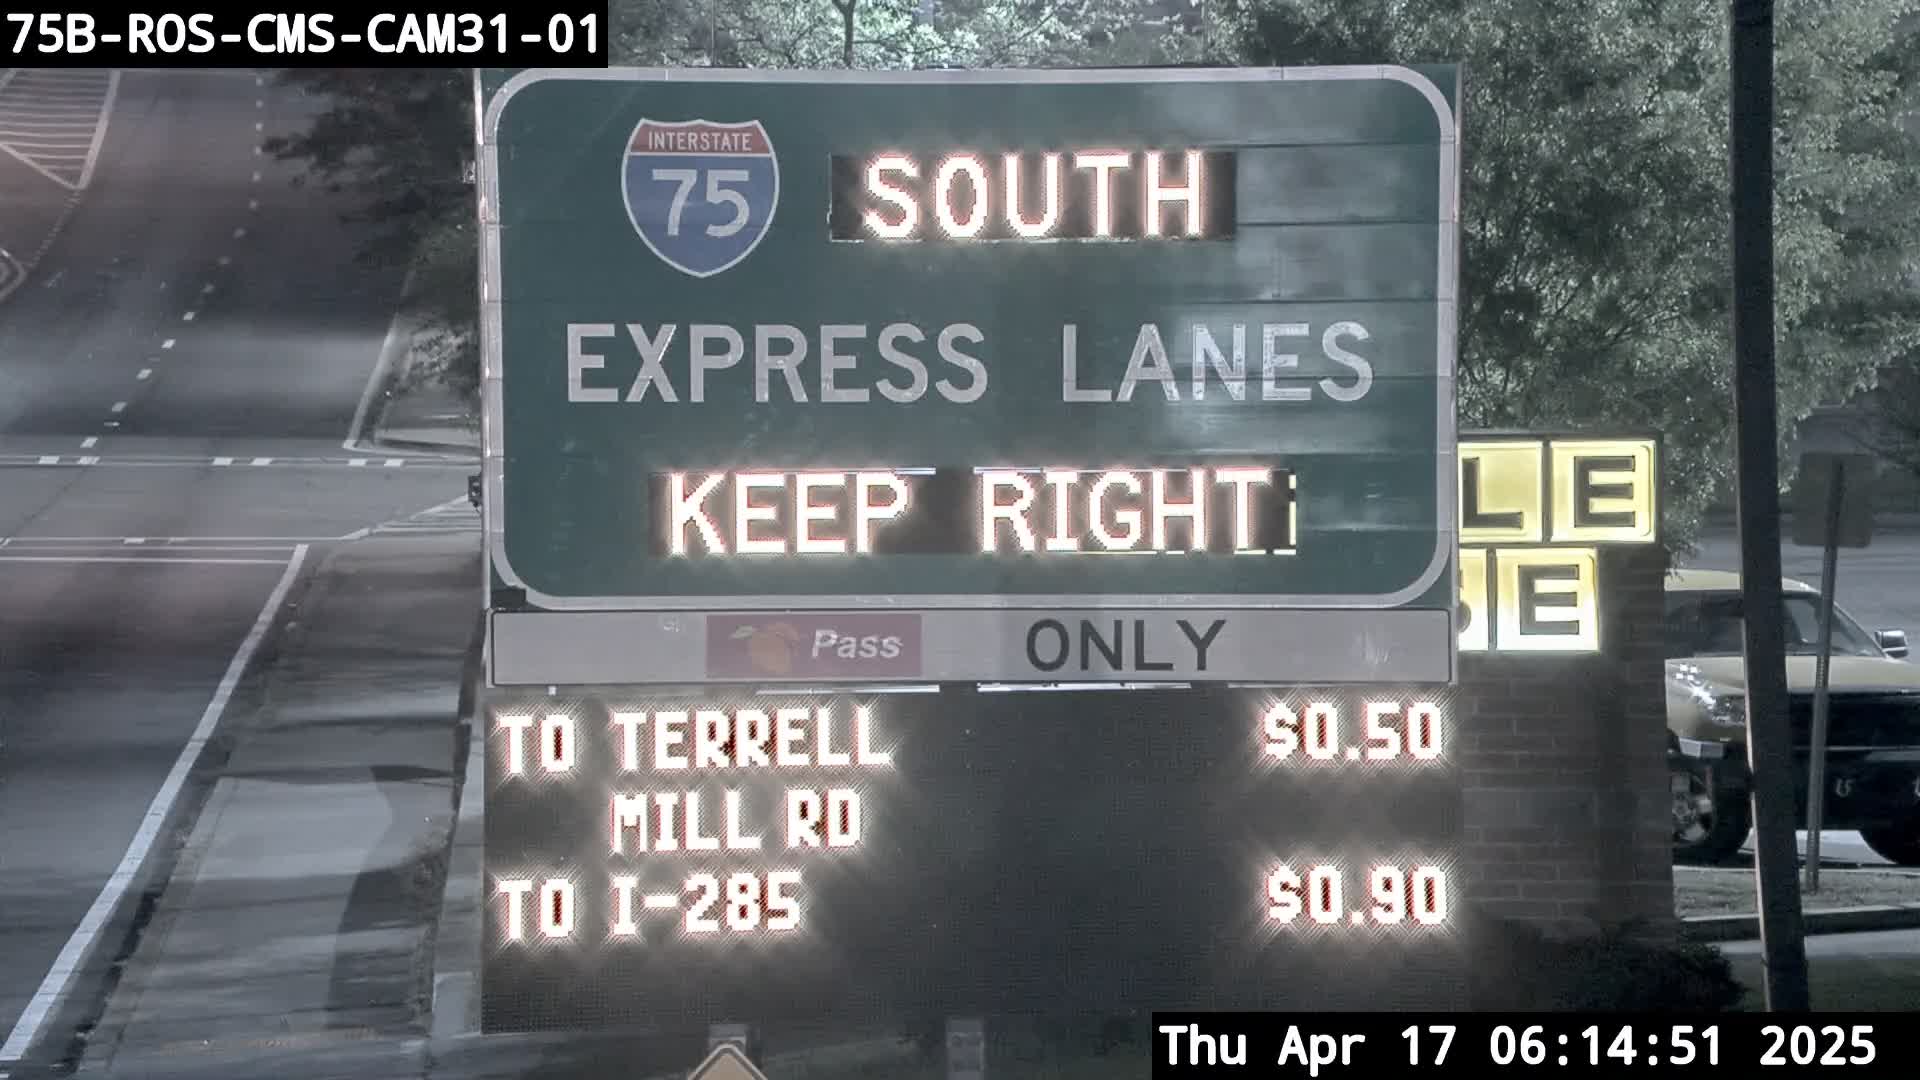 75B-ROS-CMS-CAM31-01
INTERSTATE
75
SOUTH
EXPRESS LANES
KEEP RIGHT
Pass ONLY
TO TERRELL $0.50
MILL RD
TO I-285 $0.90
LE
E
Thu Apr 17 06:14:51 2025